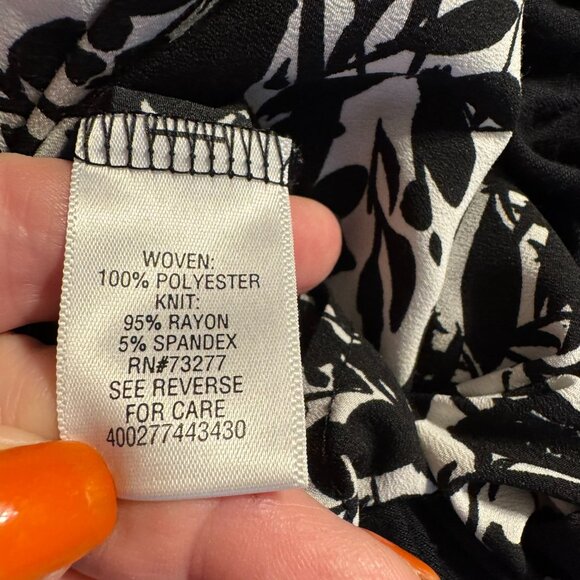 WOVEN:
100% POLYESTER
KNIT:
95% RAYON
5% SPANDEX
RN#73277
SEE REVERSE
FOR CARE
400277443430